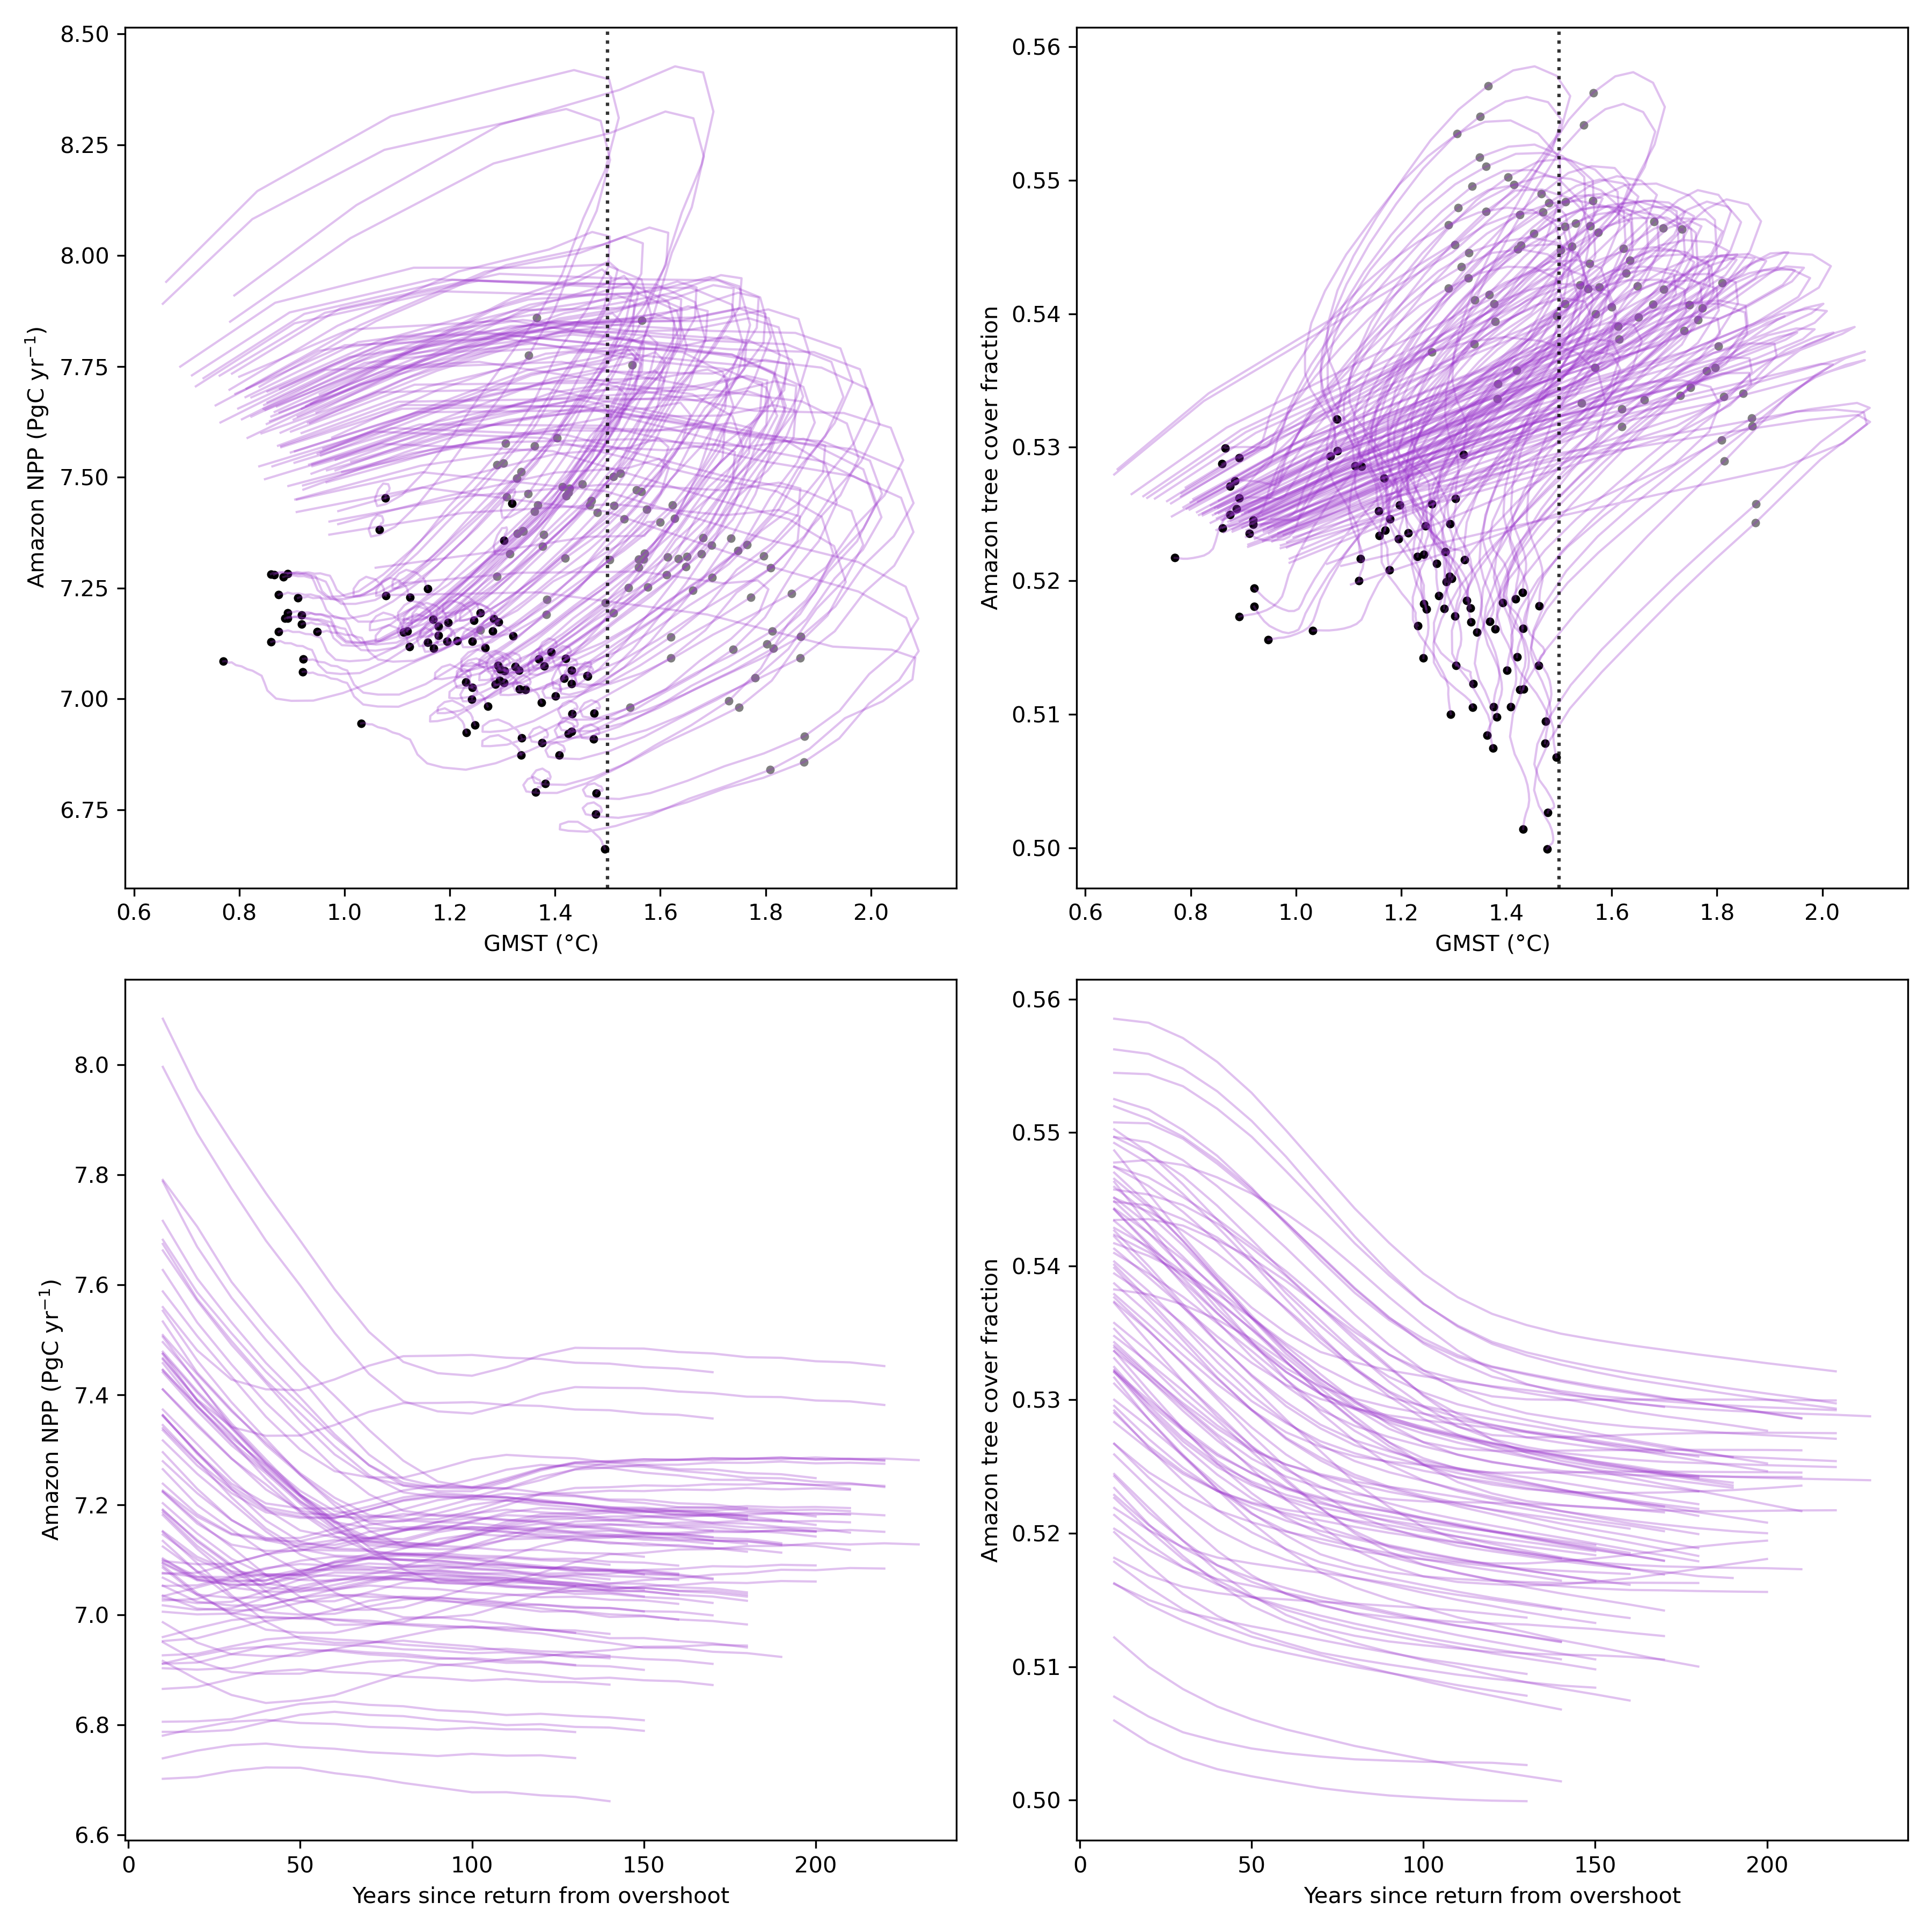 8.50
8.25
8.00
7.75
7.50
7.25
7.00
6.75
Amazon NPP (PgC yr⁻¹)
0.6 0.8 1.0 1.2 1.4 1.6 1.8 2.0
GMST (°C)
0.56
0.55
0.54
0.53
0.52
0.51
0.50
Amazon tree cover fraction
0.6 0.8 1.0 1.2 1.4 1.6 1.8 2.0
GMST (°C)
8.0
7.8
7.6
7.4
7.2
7.0
6.8
6.6
Amazon NPP (PgC yr⁻¹)
0 50 100 150 200
Years since return from overshoot
0.56
0.55
0.54
0.53
0.52
0.51
0.50
Amazon tree cover fraction
0 50 100 150 200
Years since return from overshoot